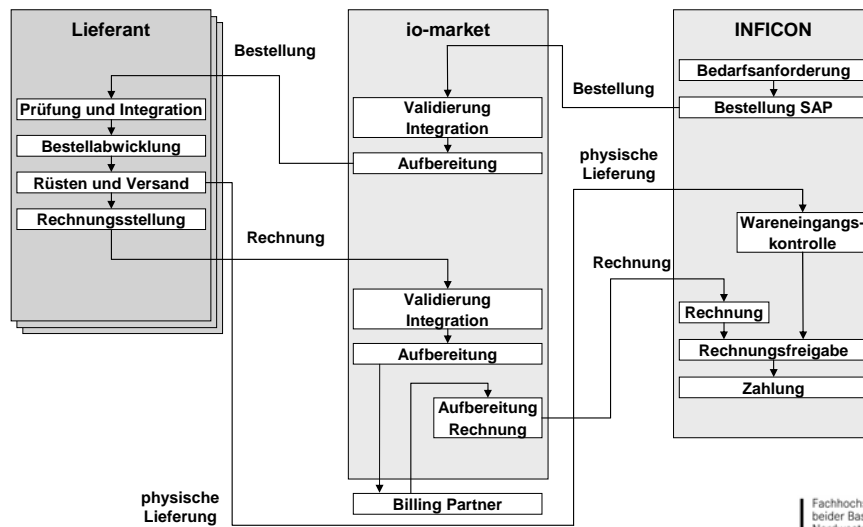 Lieferant
io-market
INFICON
Bestellung
Bedarfsanforderung
Bestellung
Prüfung und Integration
Validierung
Integration
Bestellung SAP
Bestellabwicklung
Aufbereitung
physische
Lieferung
Rüsten und Versand
Rechnungsstellung
Wareneingangs-
kontrolle
Rechnung
Rechnung
Validierung
Integration
Rechnung
Aufbereitung
Rechnungsfreigabe
Zahlung
Aufbereitung
Rechnung
physische
Lieferung
Billing Partner
Fachhochs
beider Bas